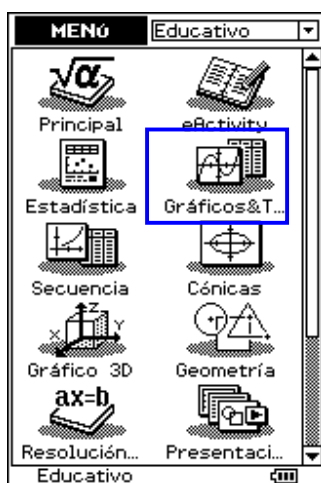 MENú Educativo
√α
Principal eActivity
Estadística Gráficos&T...
Secuencia Cónicas
Z
X Y
Gráfico 3D Geometría
ax=b
Resolución... Presentaci...
Educativo